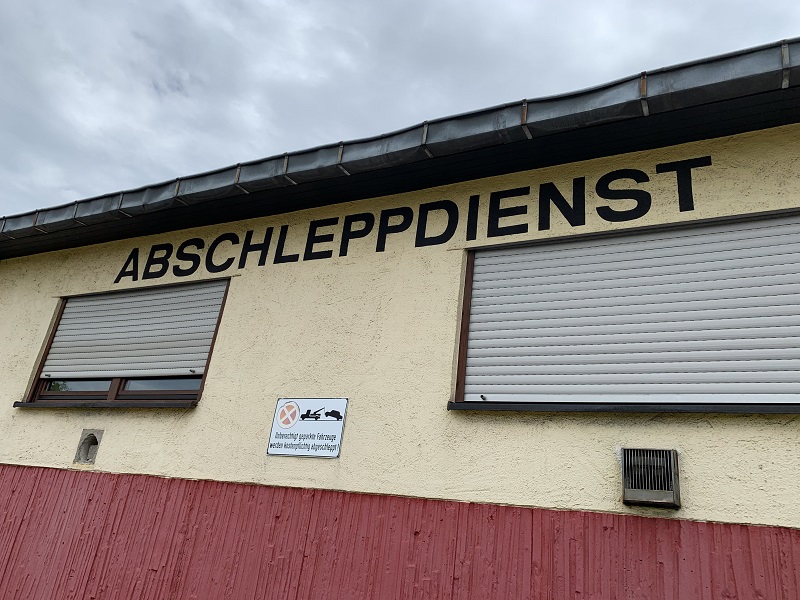 ABSCHLEPPDIENST
Unberechtigt geparkte Fahrzeuge
werden kostenpflichtig abgeschleppt!